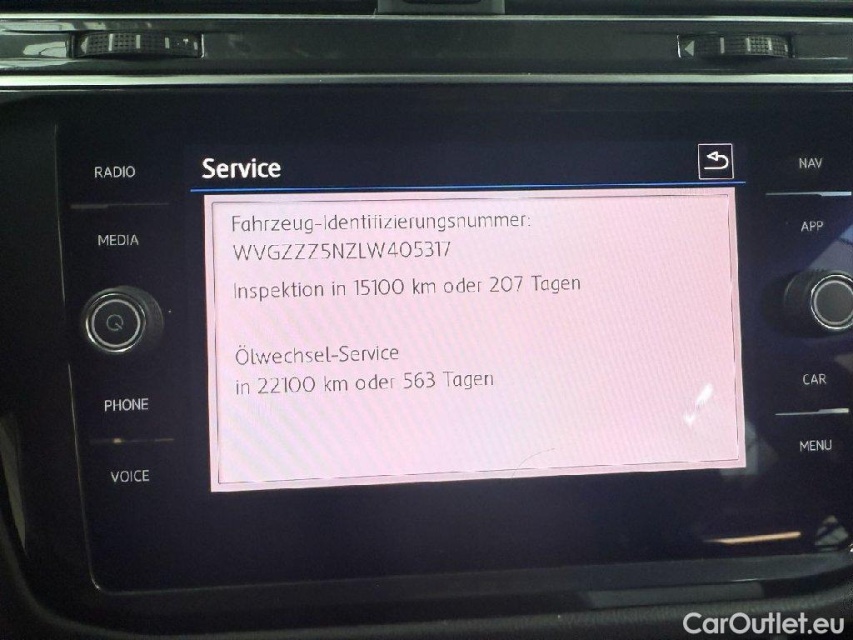 RADIO
Service
NAV
MEDIA
APP
Fahrzeug-Identifizierungsnummer:
WVGZZZ5NZLW405317
Inspektion in 15100 km oder 207 Tagen
Ölwechsel-Service
in 22100 km oder 563 Tagen
PHONE
CAR
VOICE
MENU
CarOutlet.eu